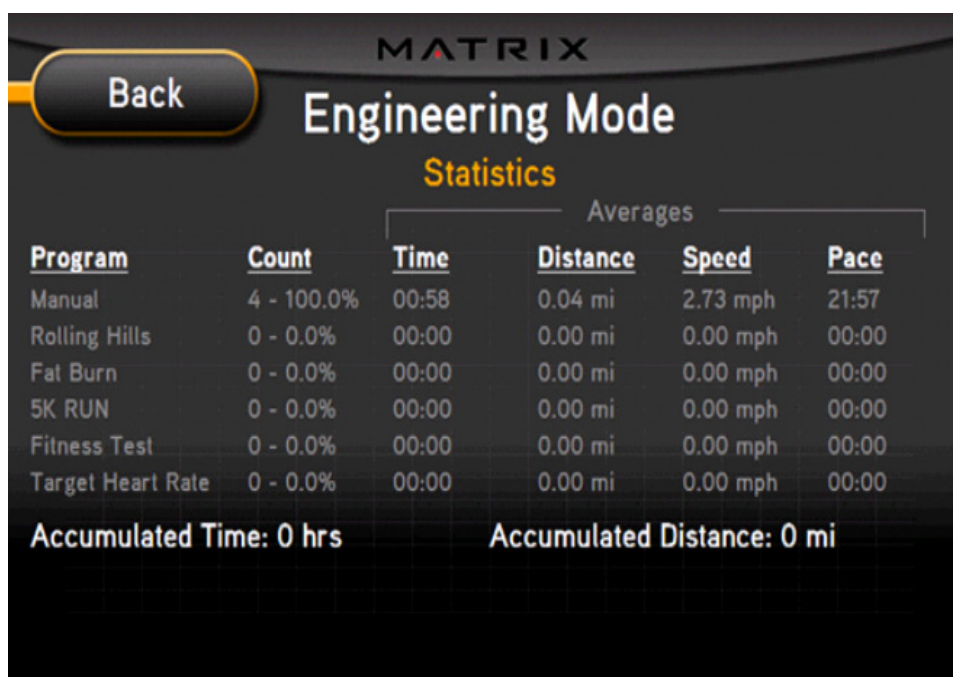 MATRIX
Back
Engineering Mode
Statistics
Averages
Program Count Time Distance Speed Pace
Manual 4 - 100.0% 00:58 0.04 mi 2.73 mph 21:57
Rolling Hills 0 - 0.0% 00:00 0.00 mi 0.00 mph 00:00
Fat Burn 0 - 0.0% 00:00 0.00 mi 0.00 mph 00:00
5K RUN 0 - 0.0% 00:00 0.00 mi 0.00 mph 00:00
Fitness Test 0 - 0.0% 00:00 0.00 mi 0.00 mph 00:00
Target Heart Rate 0 - 0.0% 00:00 0.00 mi 0.00 mph 00:00
Accumulated Time: 0 hrs Accumulated Distance: 0 mi